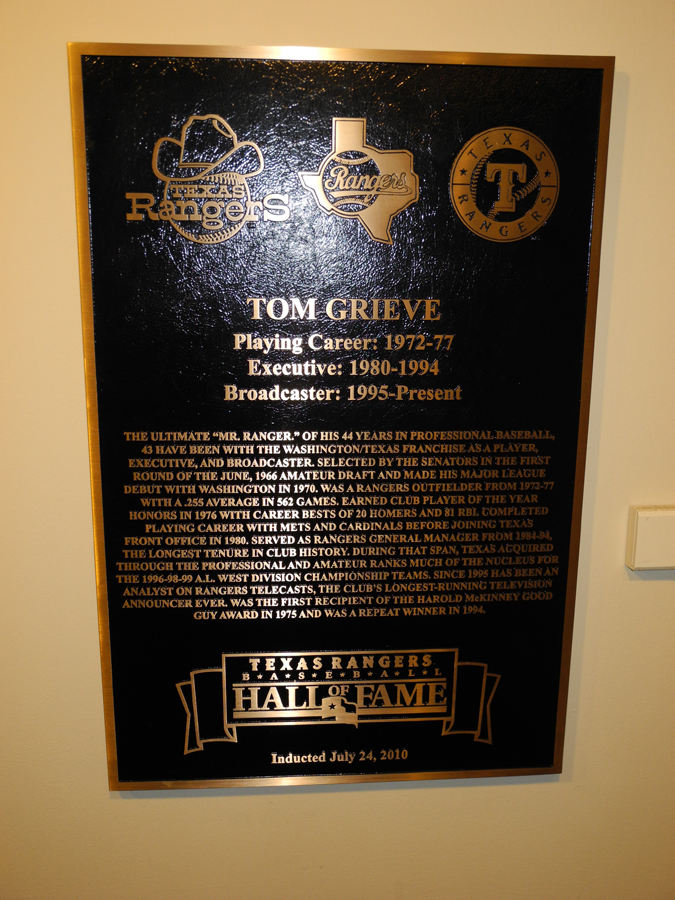 TEXAS
RangerS
Rangers
TEXAS
T
RANGERS
TOM GRIEVE
Playing Career: 1972-77
Executive: 1980-1994
Broadcaster: 1995-Present
THE ULTIMATE “MR. RANGER.” OF HIS 44 YEARS IN PROFESSIONAL BASEBALL,
43 HAVE BEEN WITH THE WASHINGTON/TEXAS FRANCHISE AS A PLAYER,
EXECUTIVE, AND BROADCASTER. SELECTED BY THE SENATORS IN THE FIRST
ROUND OF THE JUNE, 1966 AMATEUR DRAFT AND MADE HIS MAJOR LEAGUE
DEBUT WITH WASHINGTON IN 1970. WAS A RANGERS OUTFIELDER FROM 1972-77
WITH A .255 AVERAGE IN 562 GAMES. EARNED CLUB PLAYER OF THE YEAR
HONORS IN 1976 WITH CAREER BESTS OF 20 HOMERS AND 81 RBI. COMPLETED
PLAYING CAREER WITH METS AND CARDINALS BEFORE JOINING TEXAS
FRONT OFFICE IN 1980. SERVED AS RANGERS GENERAL MANAGER FROM 1984-94,
THE LONGEST TENURE IN CLUB HISTORY. DURING THAT SPAN, TEXAS ACQUIRED
THROUGH THE PROFESSIONAL AND AMATEUR RANKS MUCH OF THE NUCLEUS FOR
THE 1996-98-99 A.L. WEST DIVISION CHAMPIONSHIP TEAMS. SINCE 1995 HAS BEEN AN
ANALYST ON RANGERS TELECASTS, THE CLUB'S LONGEST-RUNNING TELEVISION
ANNOUNCER EVER. WAS THE FIRST RECIPIENT OF THE HAROLD McKINNEY GOOD
GUY AWARD IN 1975 AND WAS A REPEAT WINNER IN 1994.
TEXAS RANGERS
B★A★S★E★B★A★L★L
HALL OF FAME
Inducted July 24, 2010